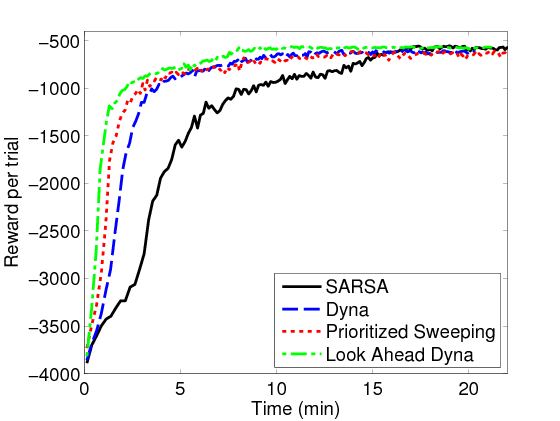 −500
−1000
−1500
−2000
−2500
−3000
−3500
−4000
Reward per trial
0
5
10
15
20
Time (min)
SARSA
Dyna
Prioritized Sweeping
Look Ahead Dyna